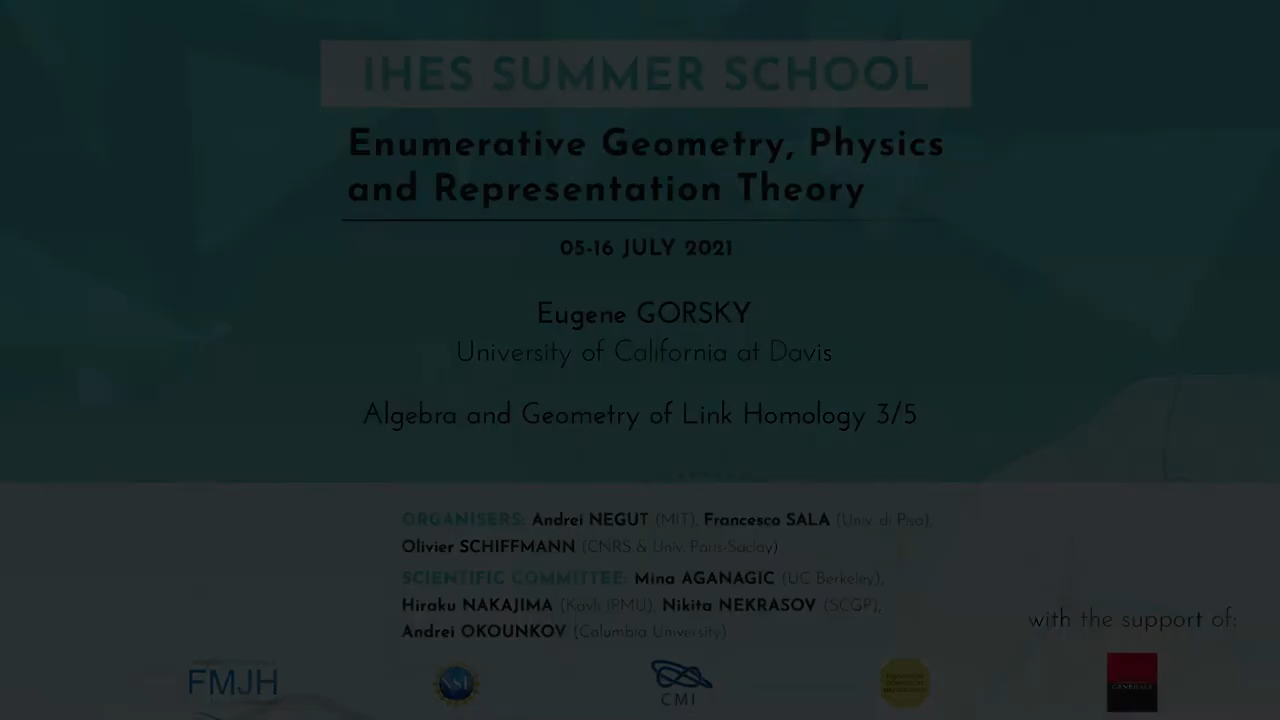 IHES SUMMER SCHOOL
Enumerative Geometry, Physics
and Representation Theory
05-16 JULY 2021
Eugene GORSKY
University of California at Davis
Algebra and Geometry of Link Homology 3/5
ORGANISERS: Andrei NEGUT (MIT), Francesco SALA (Univ. di Pisa),
Olivier SCHIFFMANN (CNRS & Univ. Paris-Saclay)
SCIENTIFIC COMMITTEE: Mina AGANAGIC (UC Berkeley),
Hiraku NAKAJIMA (Kavli IPMU), Nikita NEKRASOV (SCGP),
Andrei OKOUNKOV (Columbia University)
with the support of:
FMJH
NSF
CMI